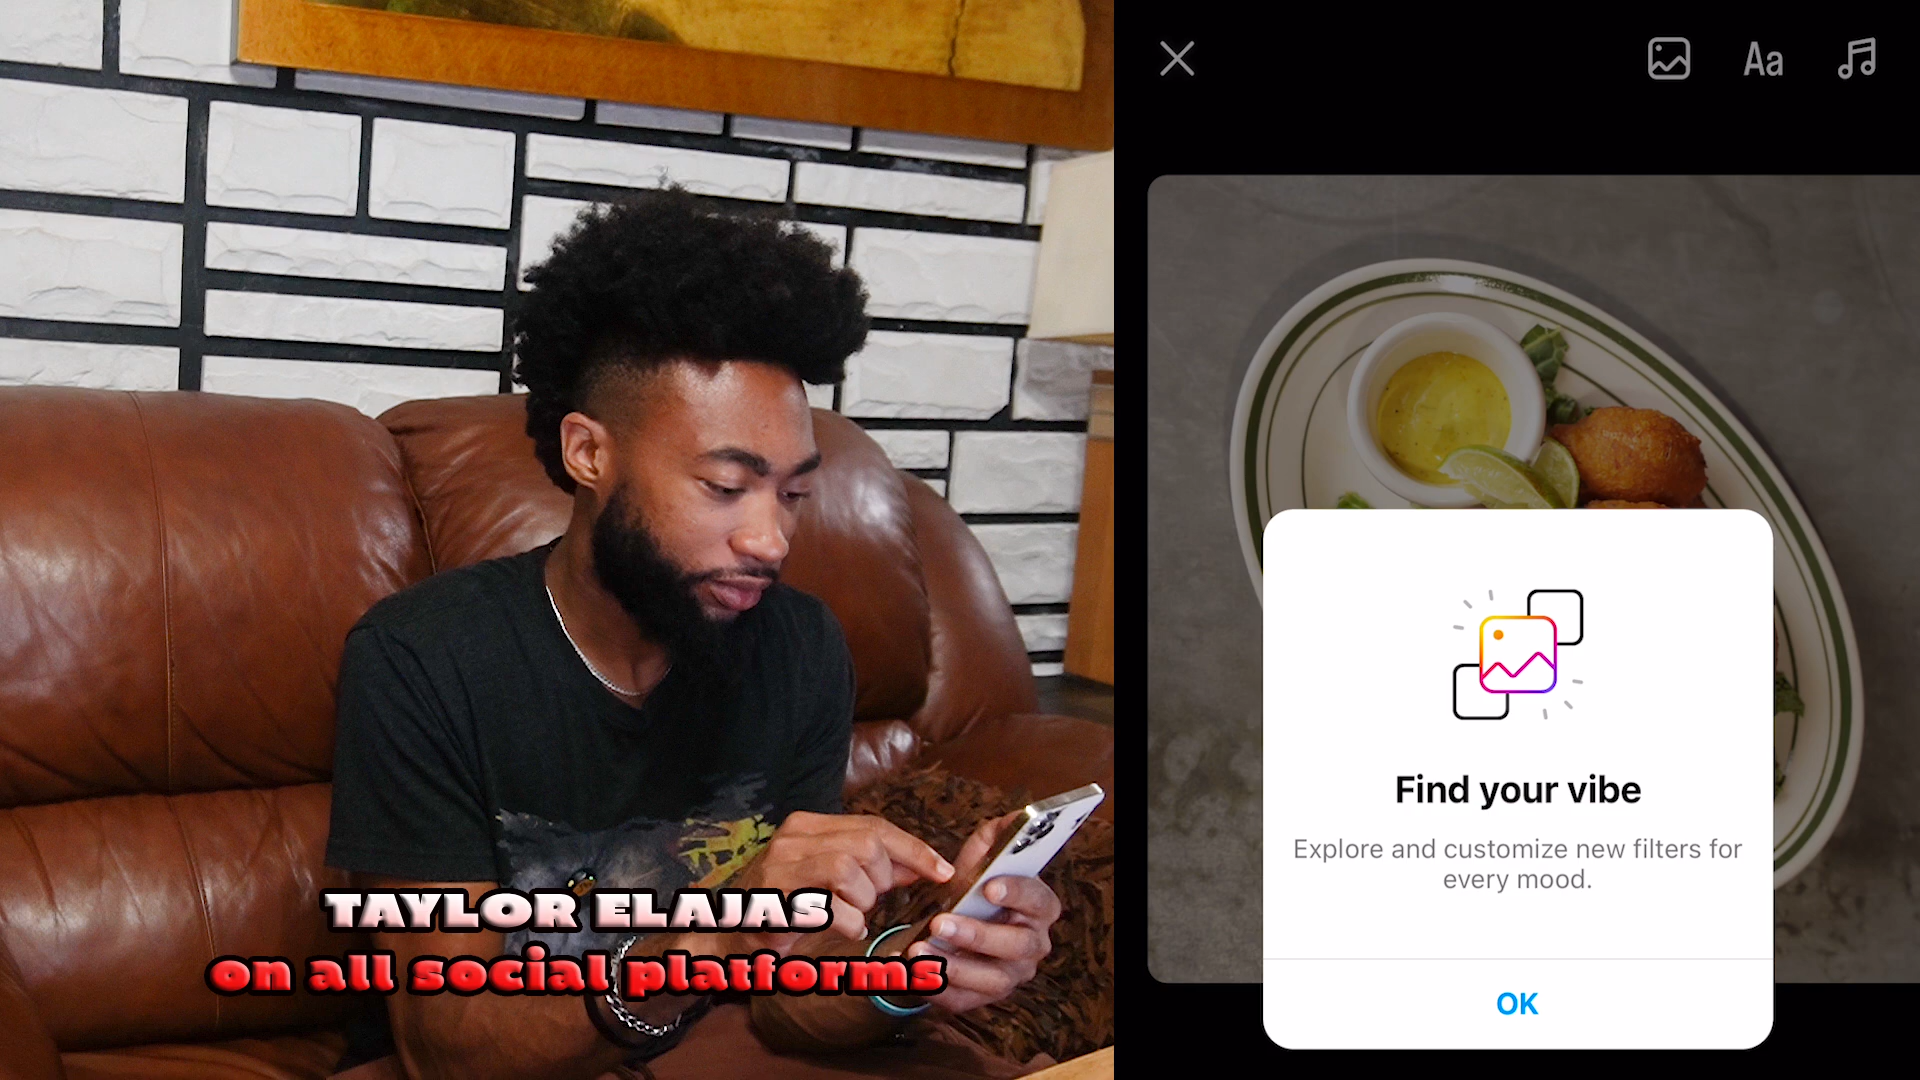 TAYLOR ELAJAS
on all social platforms
Aa
Find your vibe
Explore and customize new filters for
every mood.
OK